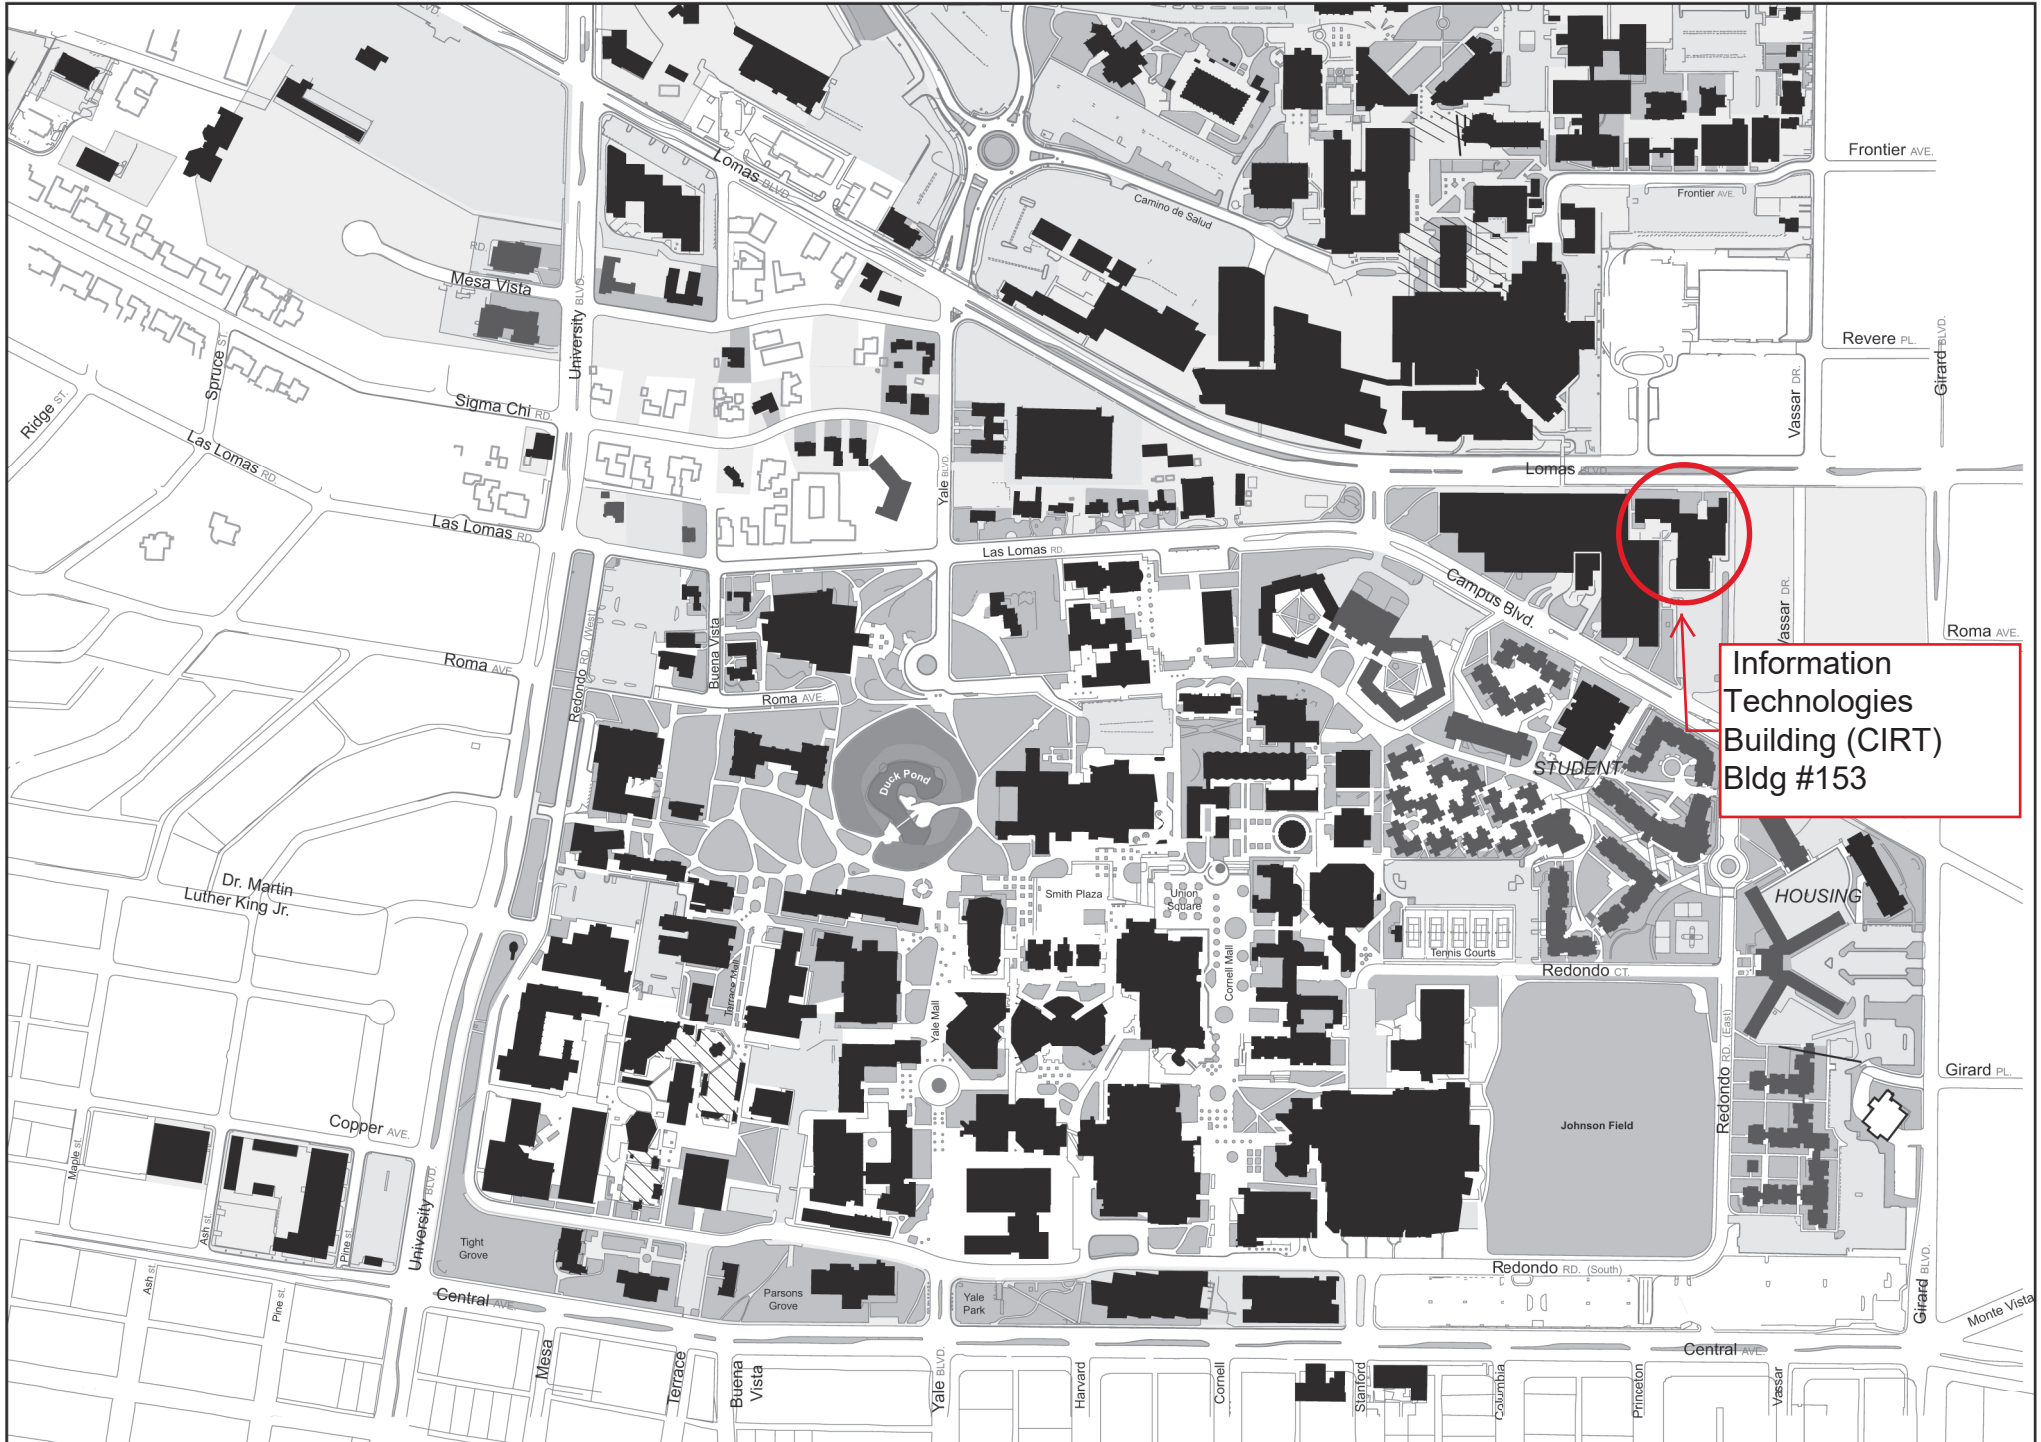 BLVD.
Lomas BLVD.
Frontier AVE.
Frontier AVE.
Camino de Salud
RD.
Mesa Vista
University BLVD.
Revere PL.
Girard BLVD.
Spruce ST.
Vassar DR.
Sigma Chi RD
Ridge ST.
Las Lomas RD.
Lomas BLVD
Yale BLVD.
Las Lomas RD.
Las Lomas RD.
Campus Blvd.
Vassar DR.
Redondo RD. (West)
Buena Vista
Roma AVE.
Roma AVE
Roma AVE.
Information
Technologies
Building (CIRT)
Bldg #153
Duck Pond
STUDENT
HOUSING
Dr. Martin
Luther King Jr.
Smith Plaza
Union
Square
Tennis Courts
Terrace Mall
Cornell Mall
Redondo CT.
Yale Mall
Redondo RD. (East)
Girard PL.
Copper AVE.
Johnson Field
Maple st.
University BLVD.
Ash st.
Pine st.
Tight
Grove
Redondo RD. (South)
Ash st.
Pine st.
Central AVE.
Parsons
Grove
Yale
Park
Girard BLVD.
Monte Vista
Central AVE.
Mesa
Terrace
Buena
Vista
Yale BLVD.
Harvard
Cornell
Stanford
Columbia
Princeton
Vassar